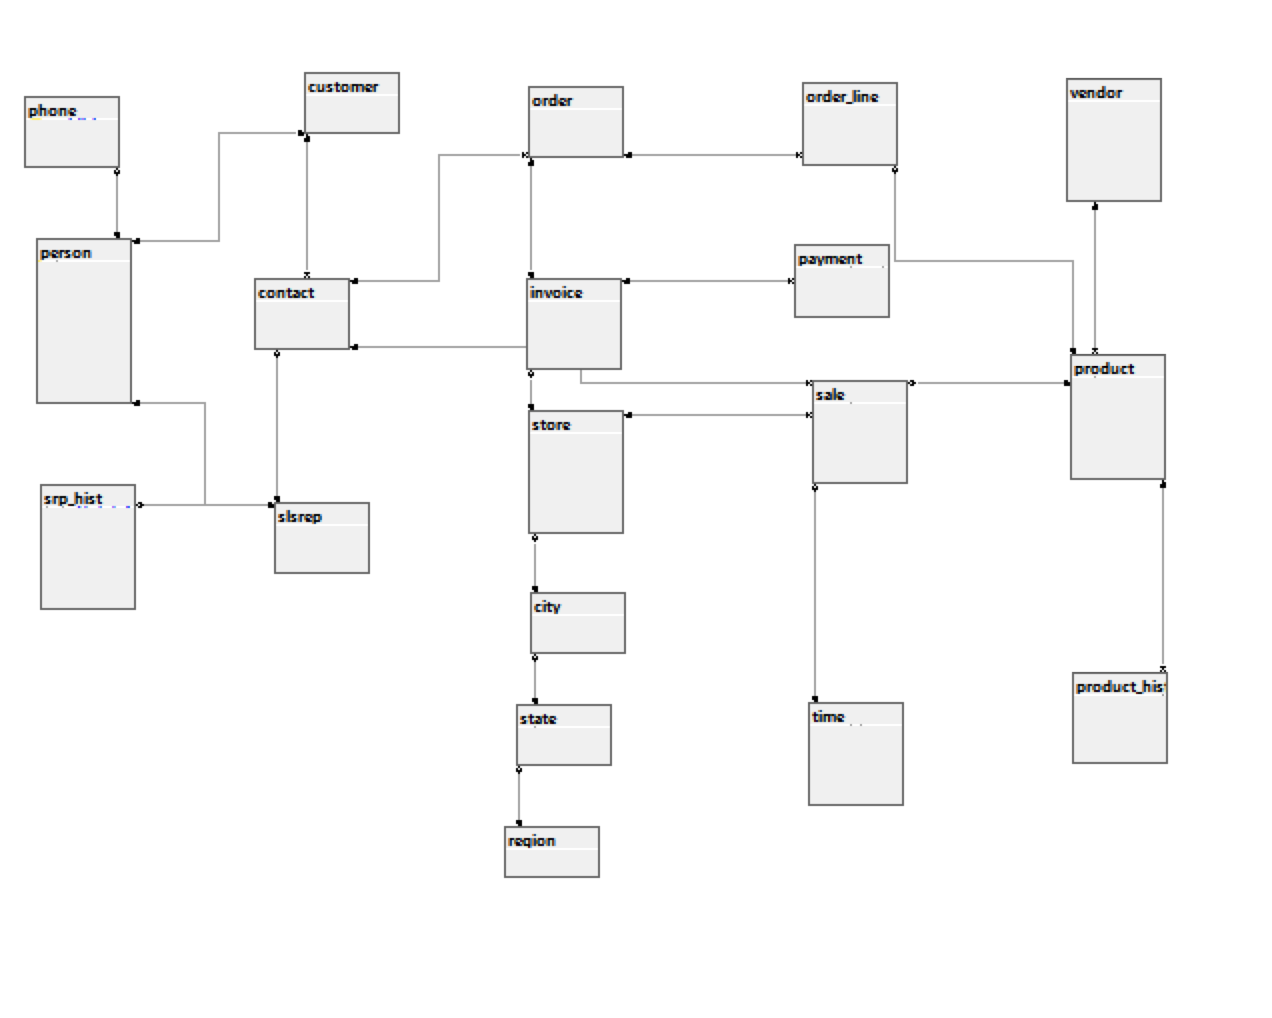 phone
customer
order
order_line
vendor
person
contact
invoice
payment
product
sale
store
srp_hist
slsrep
city
state
time
product_his
region